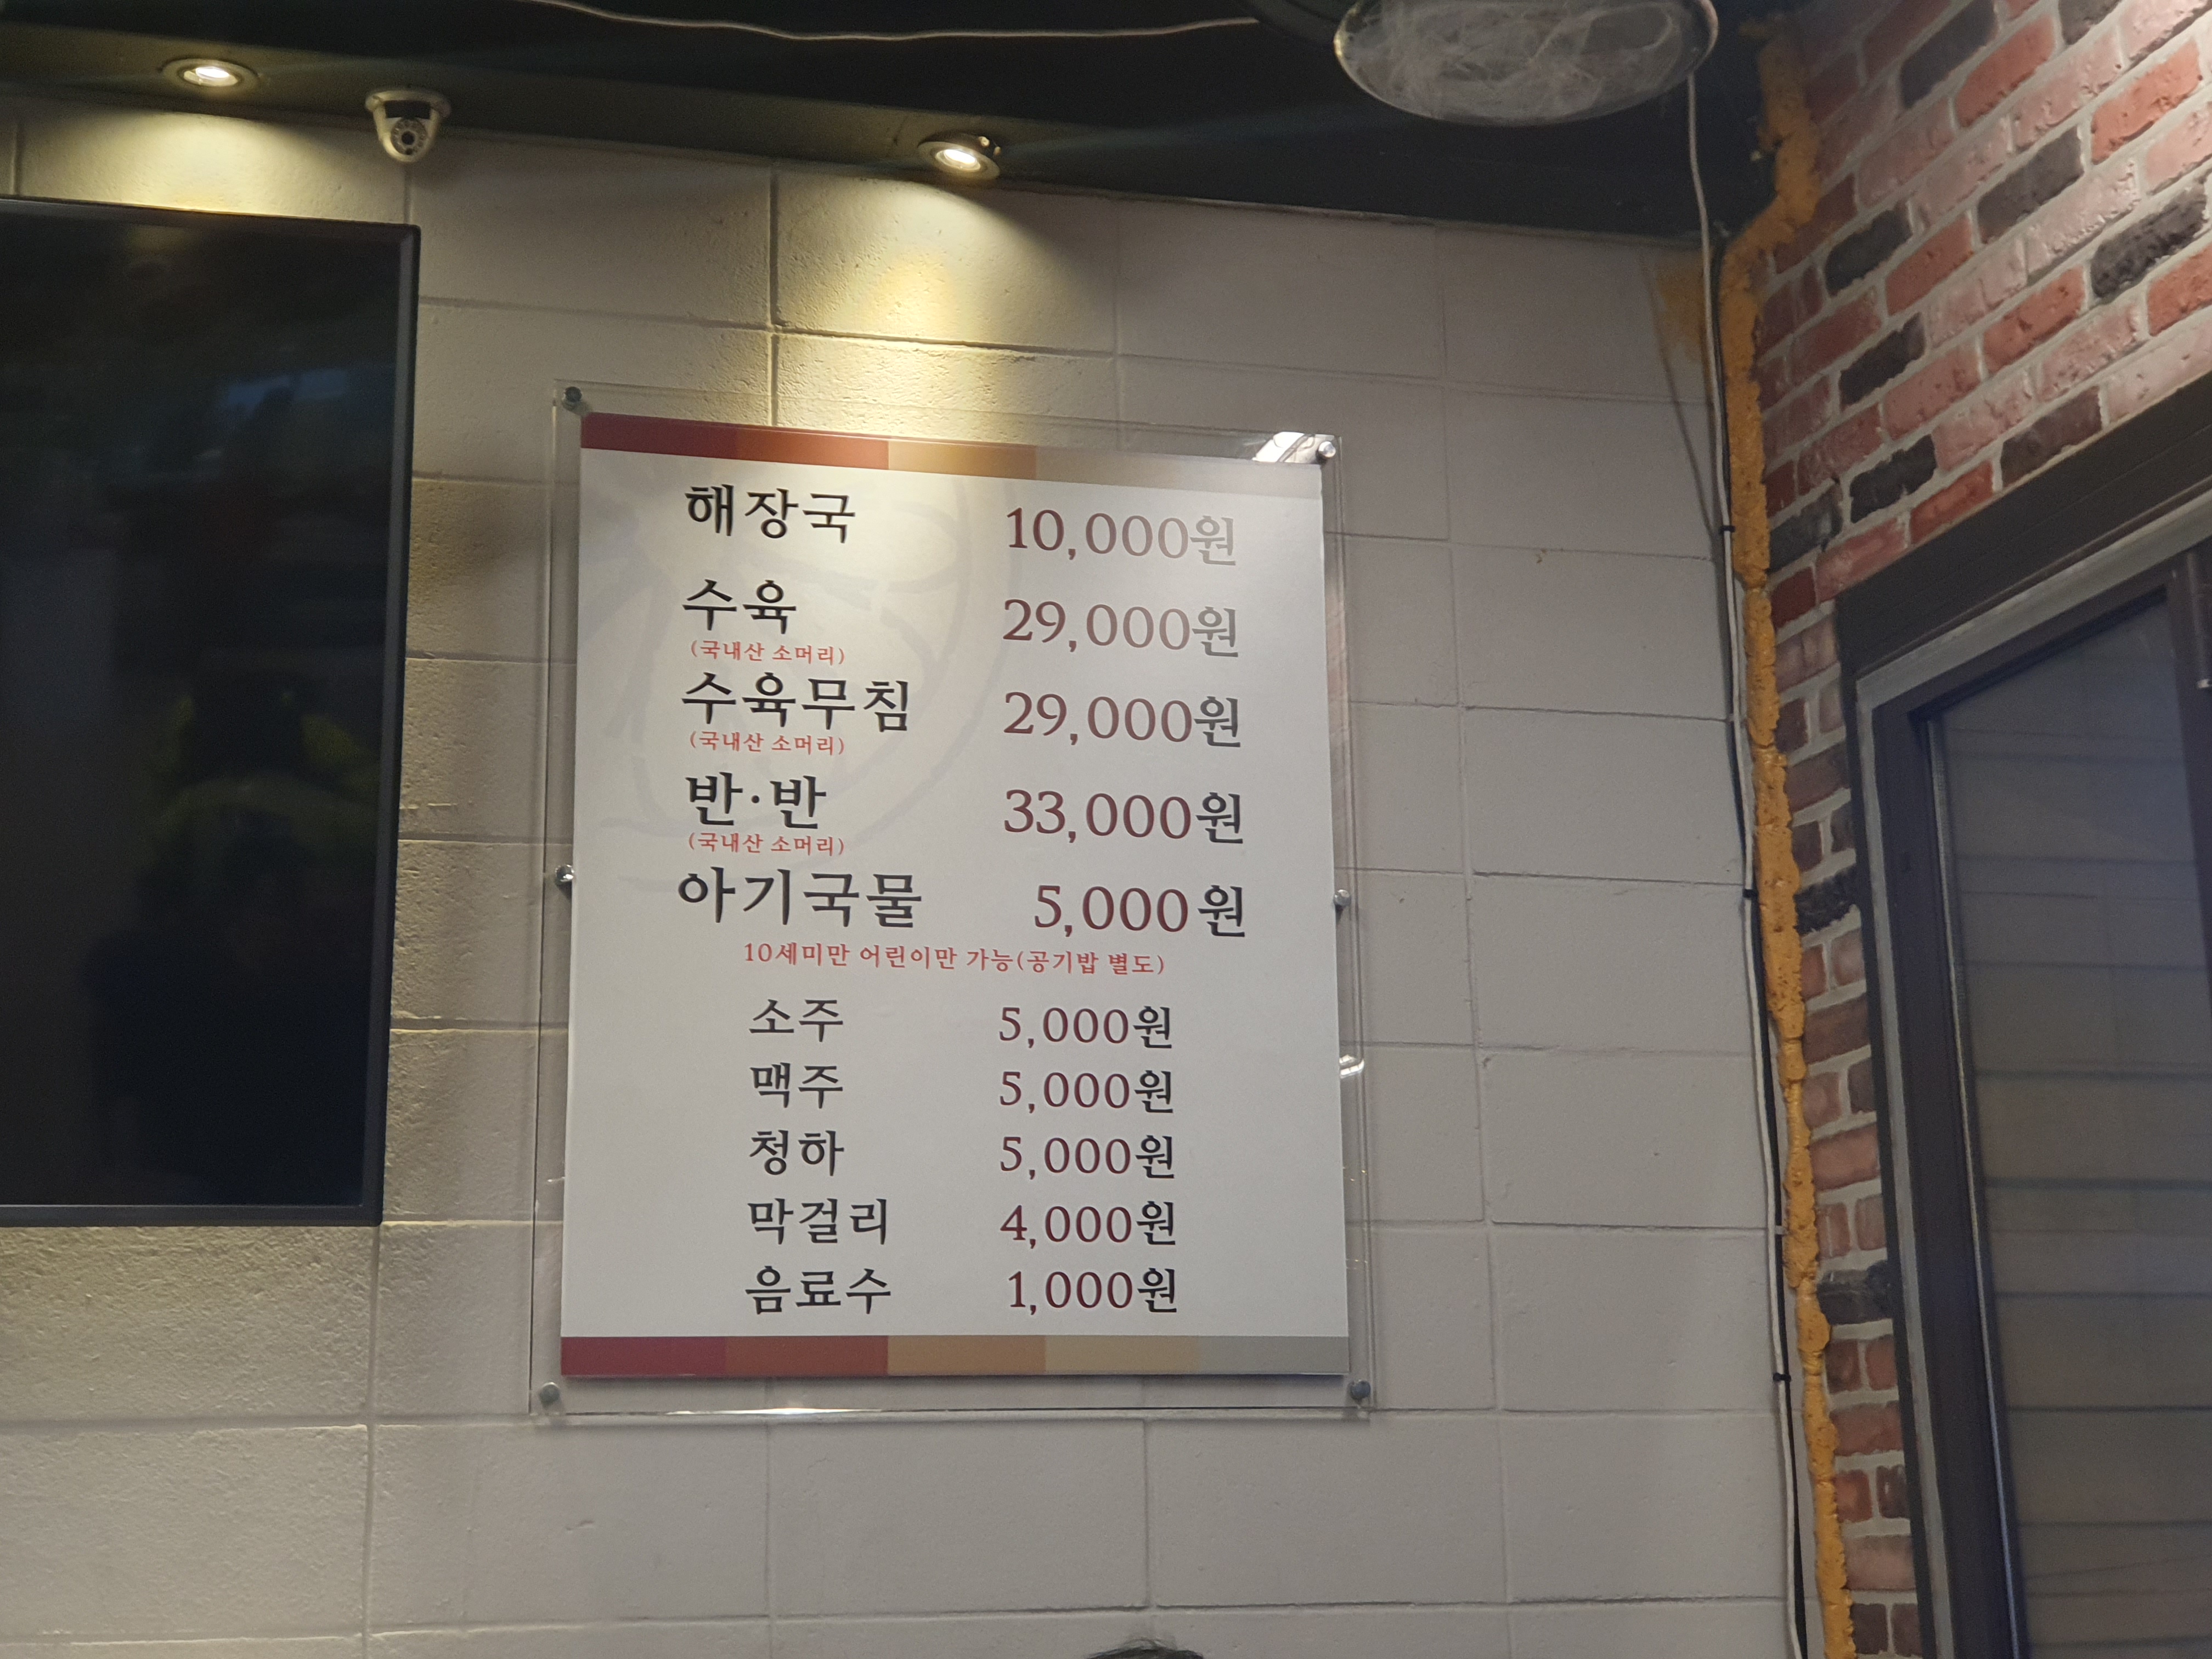 해장국 10,000원
수육 29,000원
(국내산 소머리)
수육무침 29,000원
(국내산 소머리)
반·반 33,000원
(국내산 소머리)
아기국물 5,000원
10세미만 어린이만 가능(공기밥 별도)
소주 5,000원
맥주 5,000원
청하 5,000원
막걸리 4,000원
음료수 1,000원